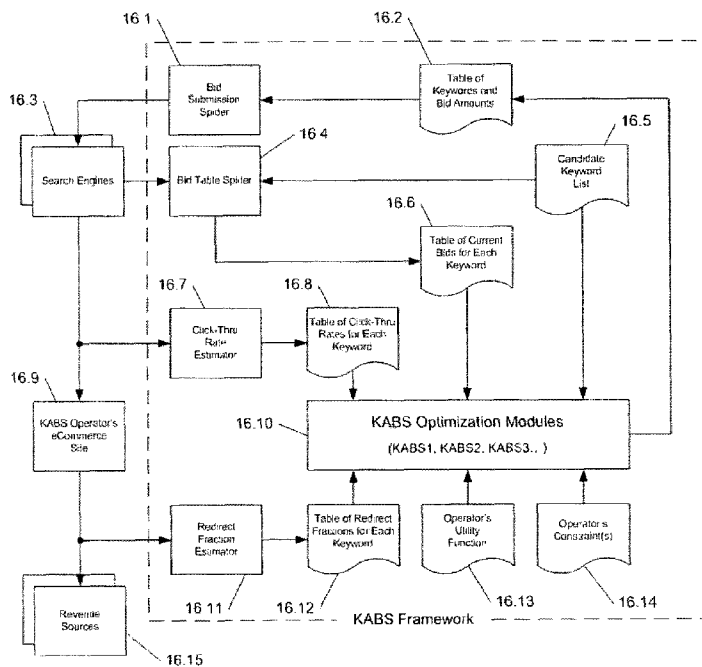 16.1
16.2
16.3
Bid
Submission
Spider
Table of
Keywords and
Bid Amounts
16.4
16.5
Search Engines
Bid Table Spider
Candidate
Keyword
List
16.6
Table of Current
Bids for Each
Keyword
16.7
16.8
Click-Thru
Rate
Estimator
Table of Click-Thru
Rates for Each
Keyword
16.9
KABS Operator's
eCommerce
Site
16.10
KABS Optimization Modules
(KABS1, KABS2, KABS3.. )
Redirect
Fraction
Estimator
Table of Redirect
Fractions for Each
Keyword
Operator's
Utility
Function
Operator's
Constraint(s)
16.11
16.12
16.13
16.14
KABS Framework
Revenue
Sources
16.15